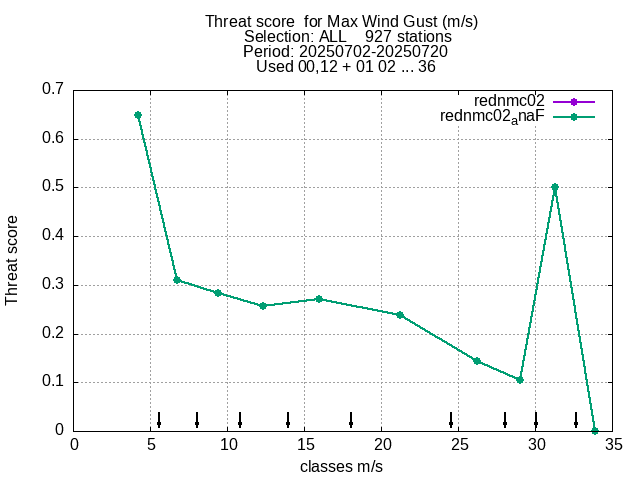 Threat score  for Max Wind Gust (m/s)
Selection: ALL    927 stations
Period: 20250702-20250720
Used 00,12 + 01 02 ... 36
rednmc02
rednmc02anaF
0.7
0.6
0.5
0.4
0.3
0.2
0.1
0
Threat score
0 5 10 15 20 25 30 35
classes m/s